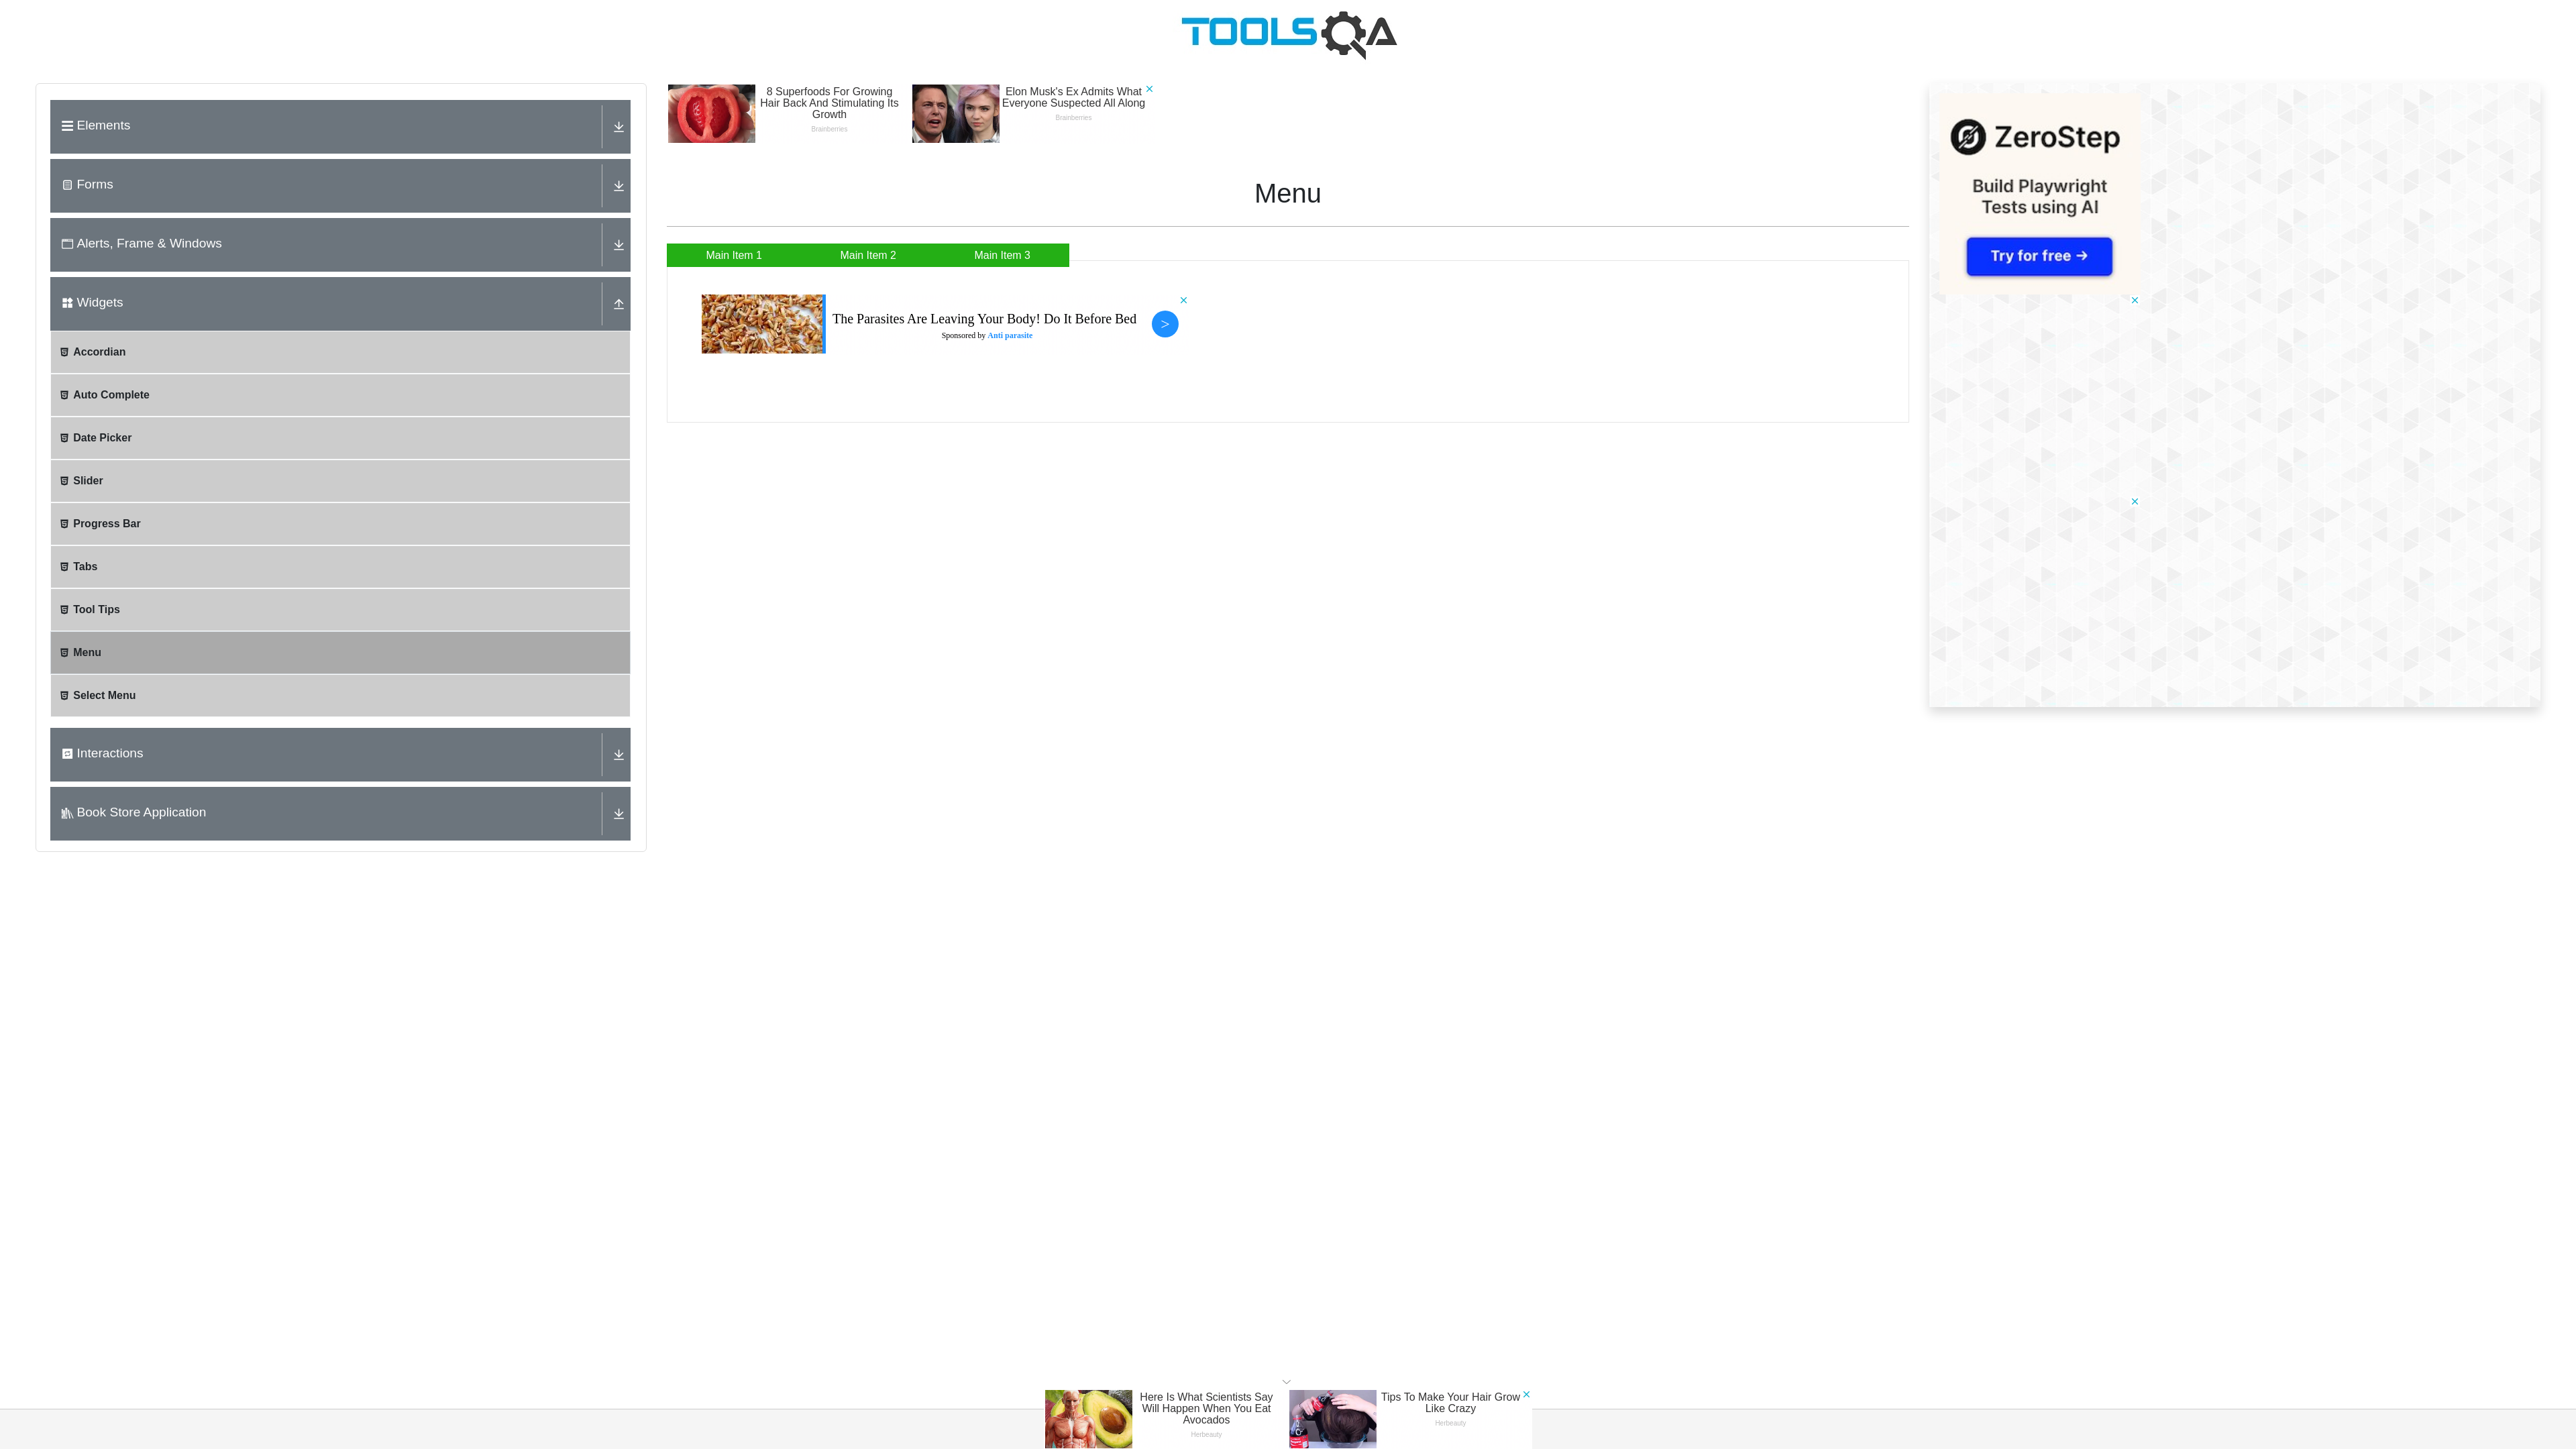 TOOLSQA
Elements
Forms
Alerts, Frame & Windows
Widgets
Accordian
Auto Complete
Date Picker
Slider
Progress Bar
Tabs
Tool Tips
Menu
Select Menu
Interactions
Book Store Application
8 Superfoods For Growing
Hair Back And Stimulating Its
Growth
Brainberries
Elon Musk's Ex Admits What
Everyone Suspected All Along
Brainberries
Menu
Main Item 1
Main Item 2
Main Item 3
The Parasites Are Leaving Your Body! Do It Before Bed
Sponsored by Anti parasite
>
ZeroStep
Build Playwright
Tests using AI
Try for free →
Here Is What Scientists Say
Will Happen When You Eat
Avocados
Herbeauty
Tips To Make Your Hair Grow
Like Crazy
Herbeauty